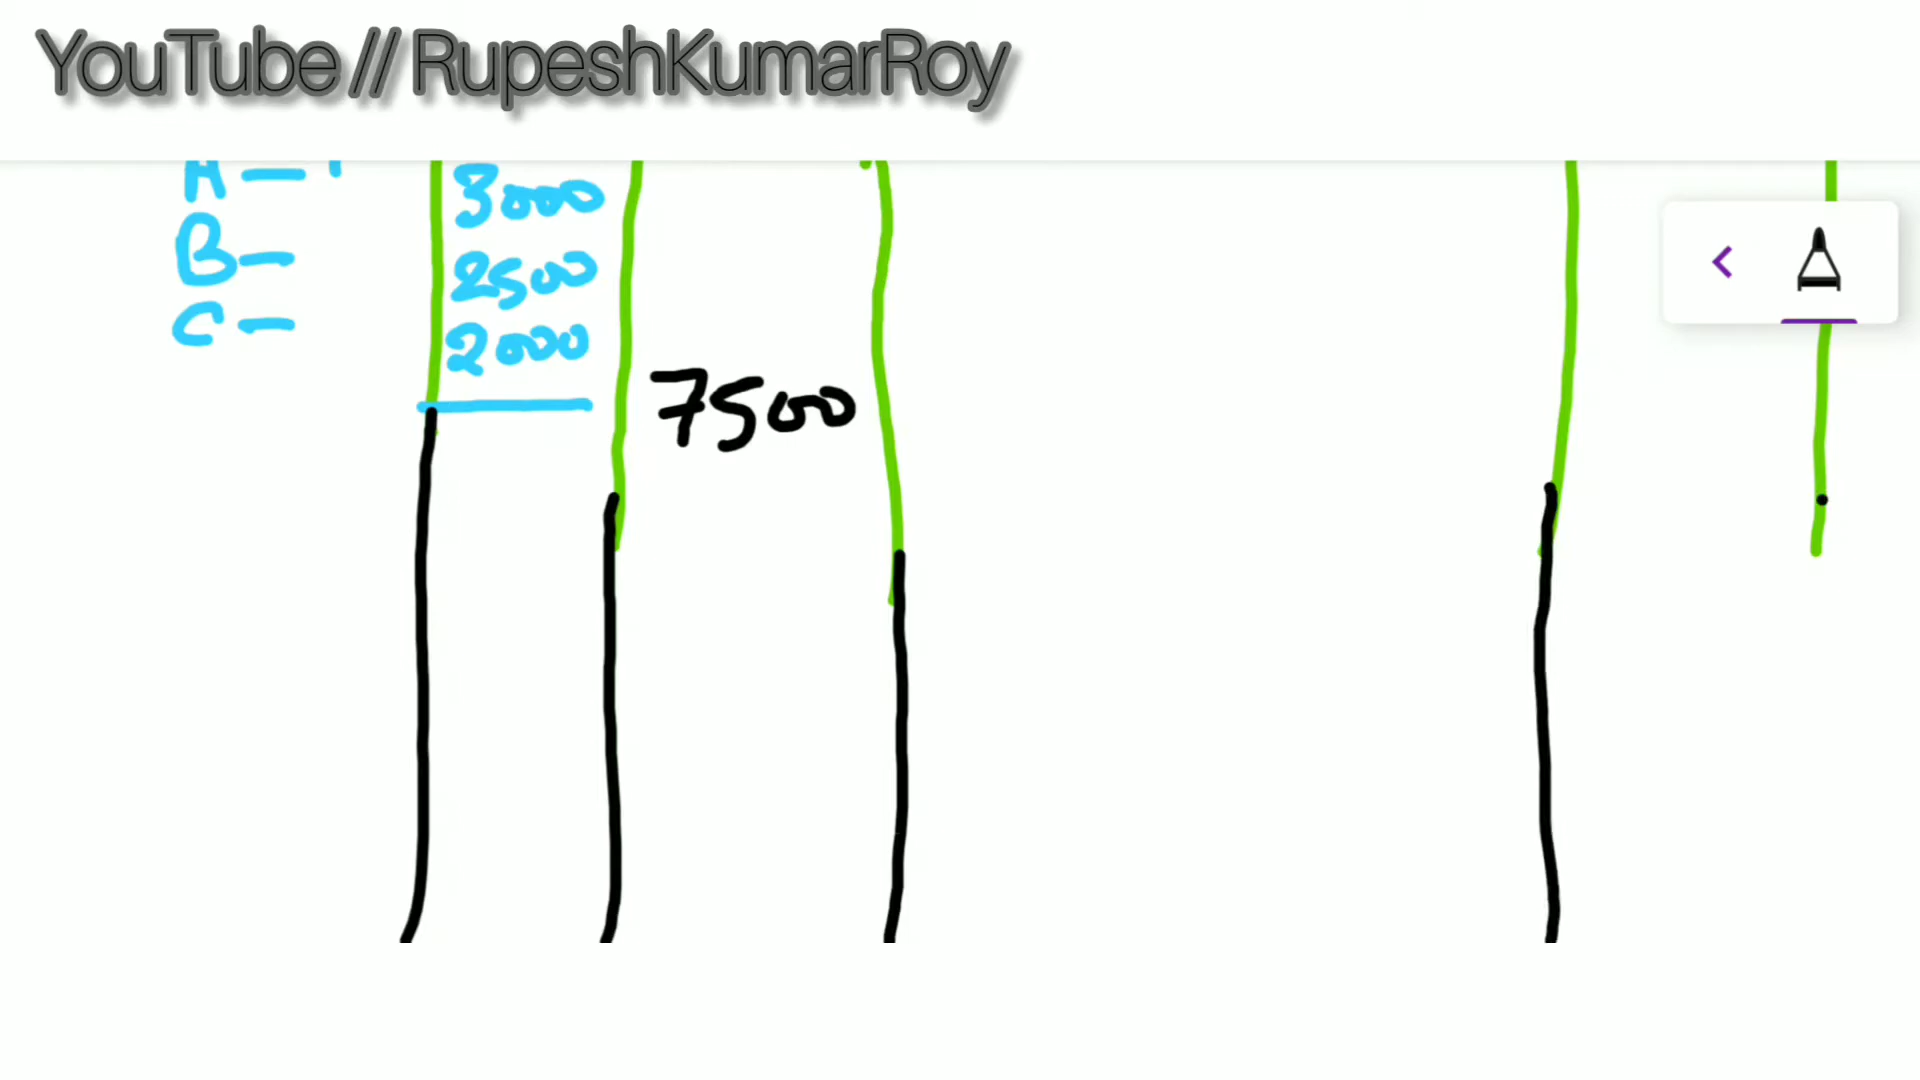 YouTube // RupeshKumarRoy
A — 3000
B — 2500
C — 2000
7500